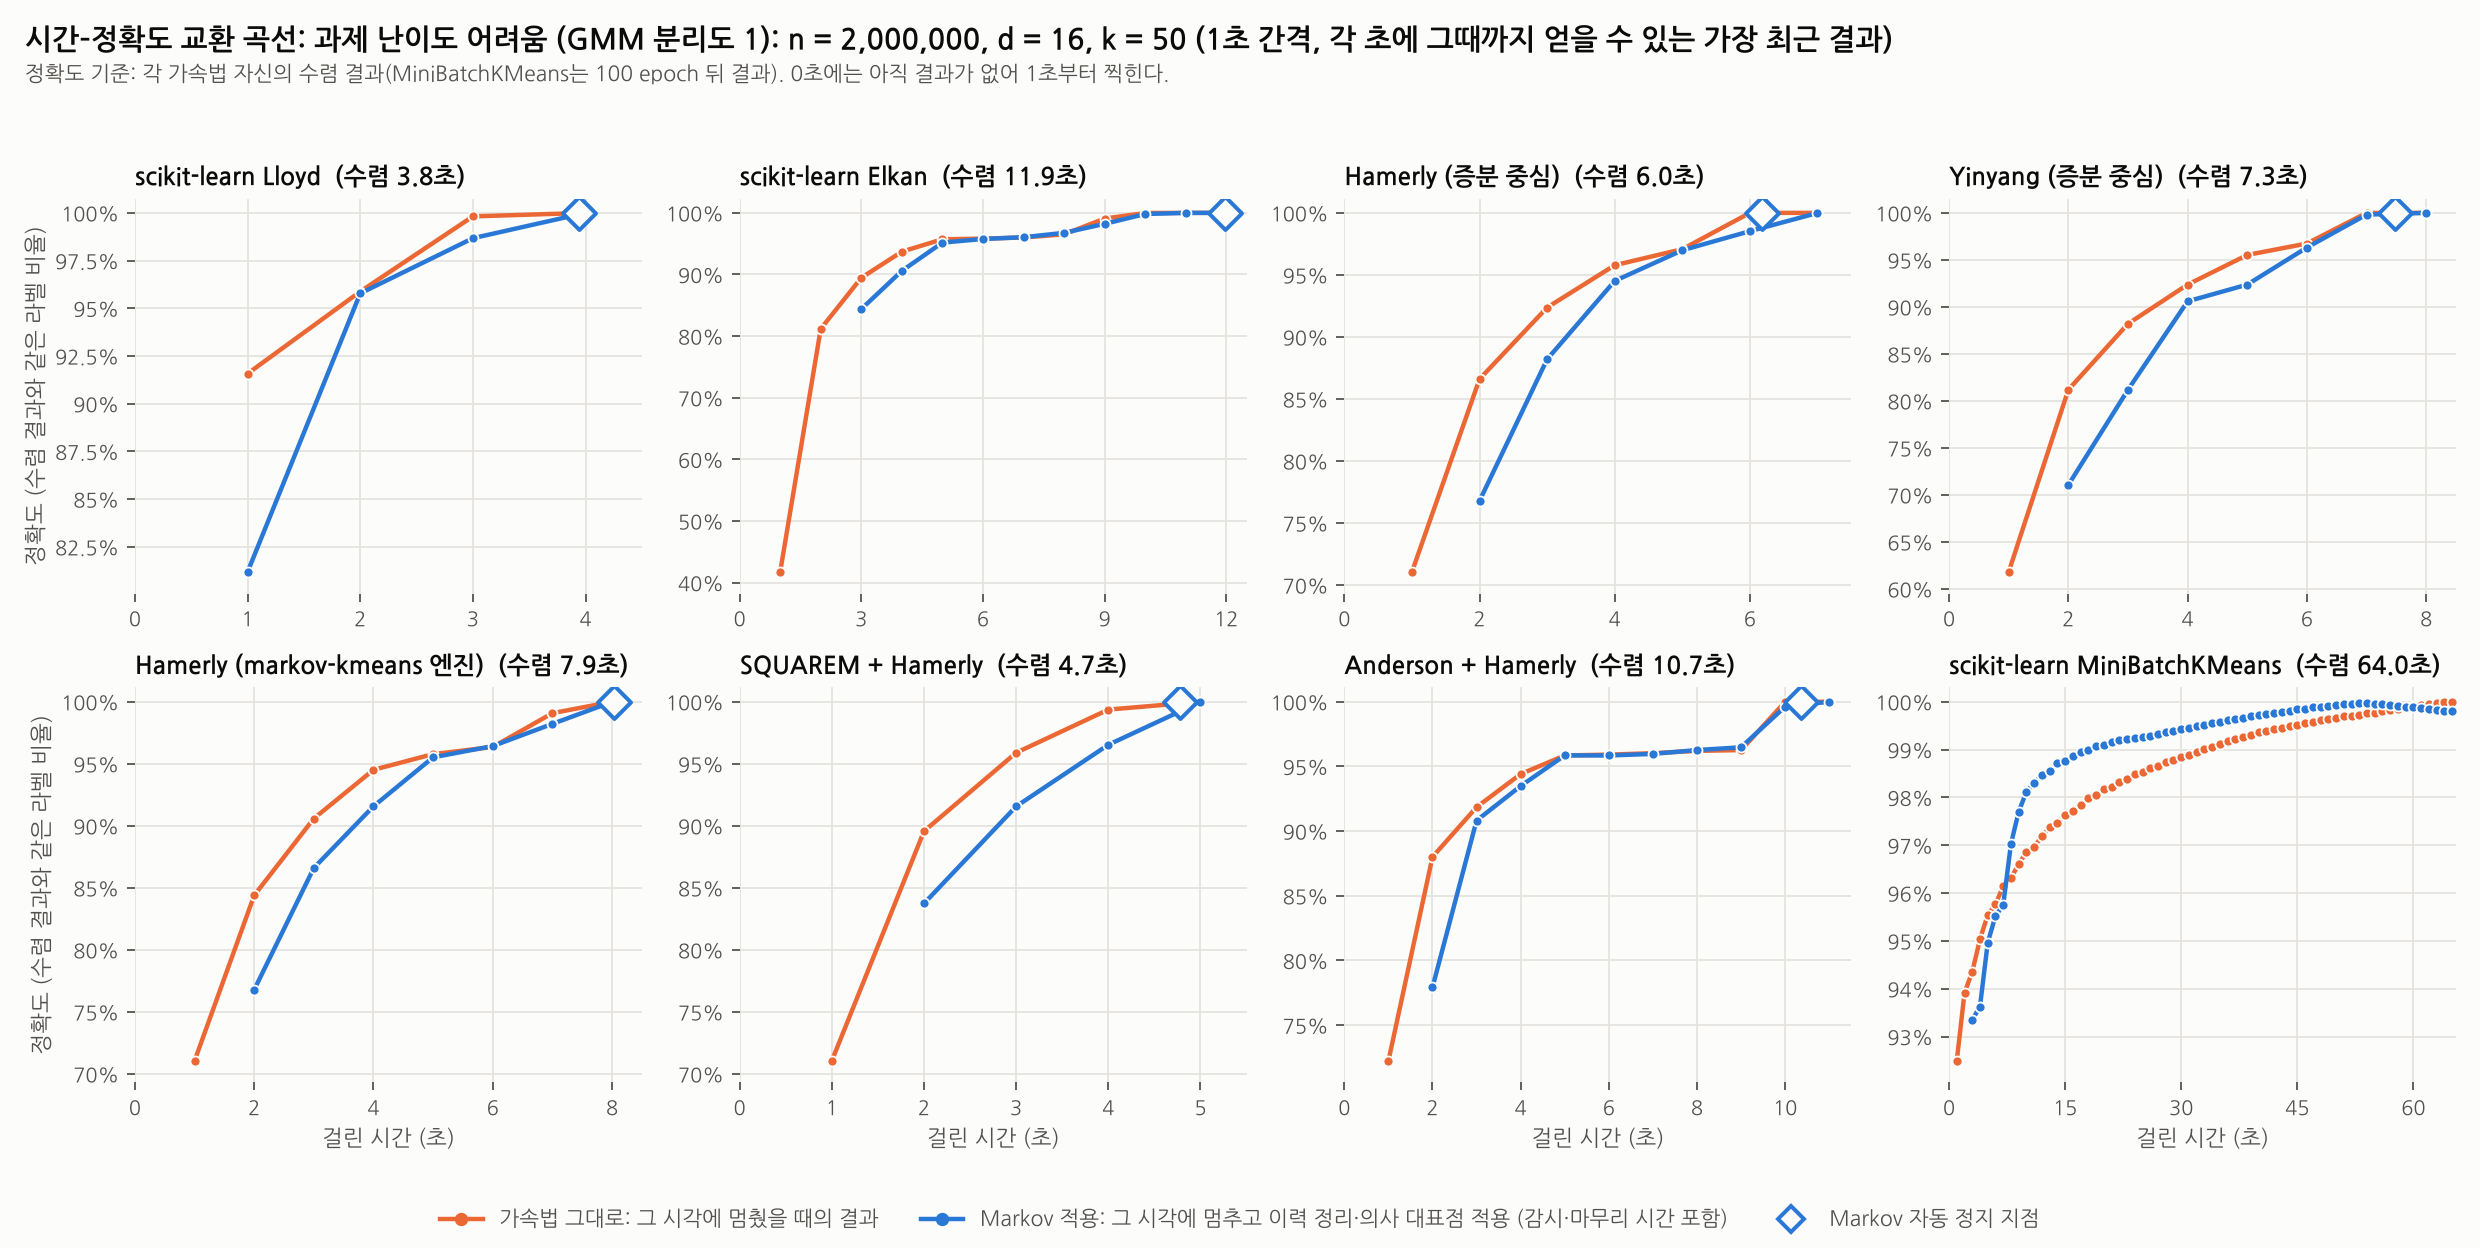 시간-정확도 교환 곡선: 과제 난이도 어려움 (GMM 분리도 1): n = 2,000,000, d = 16, k = 50 (1초 간격, 각 초에 그때까지 얻을 수 있는 가장 최근 결과)
정확도 기준: 각 가속법 자신의 수렴 결과(MiniBatchKMeans는 100 epoch 뒤 결과). 0초에는 아직 결과가 없어 1초부터 찍힌다.
scikit-learn Lloyd (수렴 3.8초)
정확도 (수렴 결과와 같은 라벨 비율)
100%
97.5%
95%
92.5%
90%
87.5%
85%
82.5%
0 1 2 3 4
scikit-learn Elkan (수렴 11.9초)
100%
90%
80%
70%
60%
50%
40%
0 3 6 9 12
Hamerly (증분 중심) (수렴 6.0초)
100%
95%
90%
85%
80%
75%
70%
0 2 4 6
Yinyang (증분 중심) (수렴 7.3초)
100%
95%
90%
85%
80%
75%
70%
65%
60%
0 2 4 6 8
Hamerly (markov-kmeans 엔진) (수렴 7.9초)
정확도 (수렴 결과와 같은 라벨 비율)
100%
95%
90%
85%
80%
75%
70%
0 2 4 6 8
걸린 시간 (초)
SQUAREM + Hamerly (수렴 4.7초)
100%
95%
90%
85%
80%
75%
70%
0 1 2 3 4 5
걸린 시간 (초)
Anderson + Hamerly (수렴 10.7초)
100%
95%
90%
85%
80%
75%
0 2 4 6 8 10
걸린 시간 (초)
scikit-learn MiniBatchKMeans (수렴 64.0초)
100%
99%
98%
97%
96%
95%
94%
93%
0 15 30 45 60
걸린 시간 (초)
가속법 그대로: 그 시각에 멈췄을 때의 결과
Markov 적용: 그 시각에 멈추고 이력 정리·의사 대표점 적용 (감시·마무리 시간 포함)
Markov 자동 정지 지점